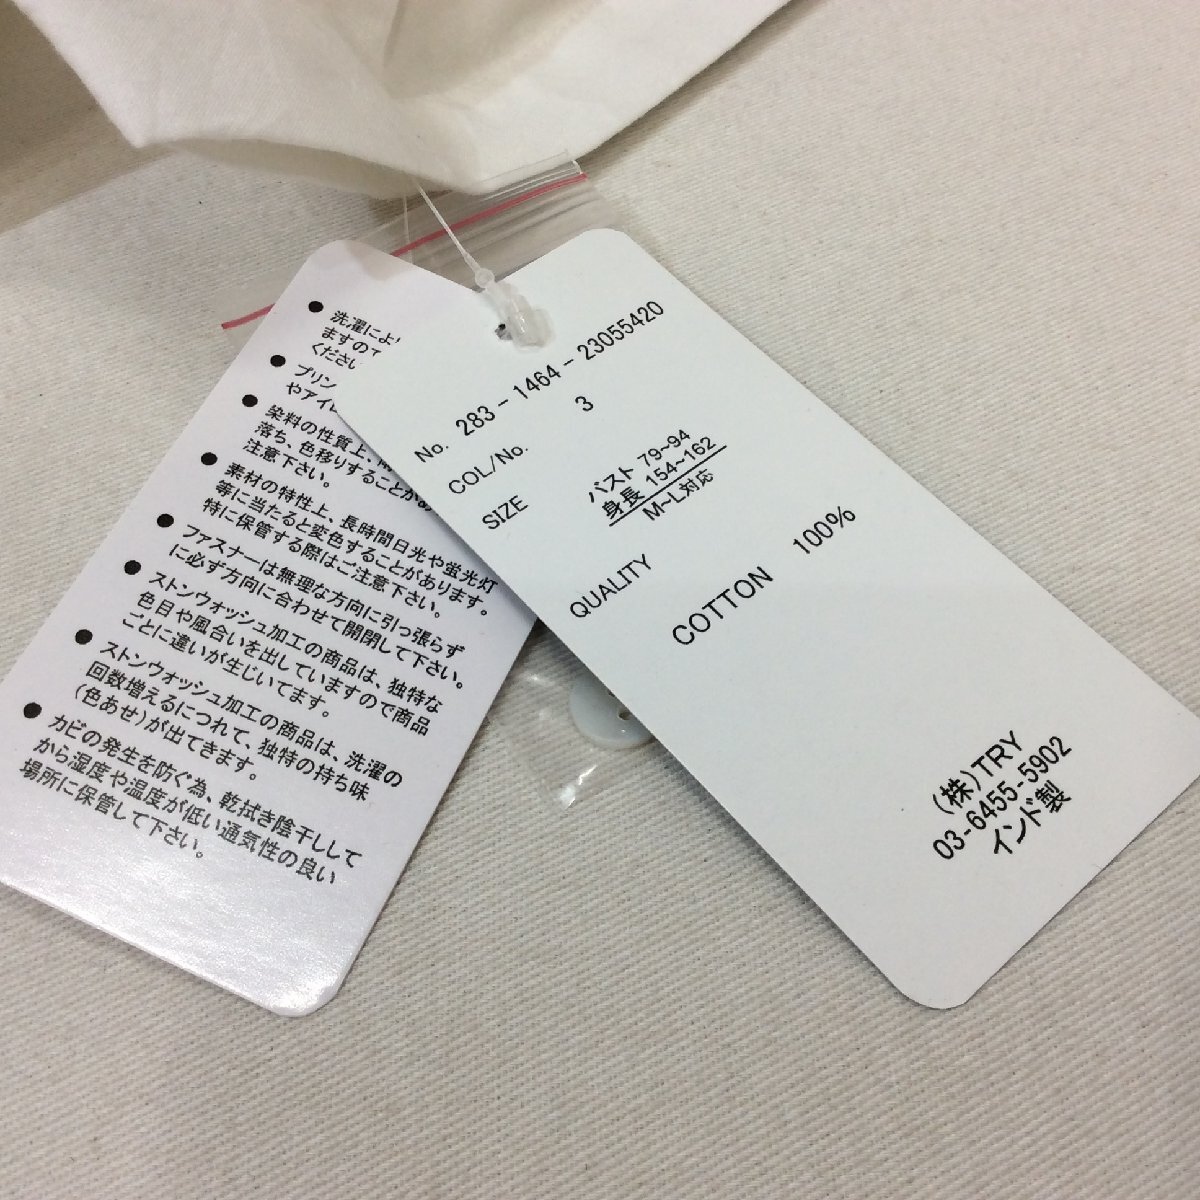 ● 洗濯により
ますので
ください
● プリン
やアイロ
● 染料の性質上、
落ち、色移りすることがあ
注意下さい。
● 素材の特性上、長時間日光や蛍光灯
等に当たると変色することがあります。
特に保管する際はご注意下さい。
● ファスナーは無理な方向に引っ張らず
に必ず方向に合わせて開閉して下さい。
● ストンウォッシュ加工の商品は、独特な
色目や風合いを出していますので商品
ごとに違いが生じいてます。
● ストンウォッシュ加工の商品は、洗濯の
回数増えるにつれて、独特の持ち味
(色あせ)が出てきます。
● カビの発生を防ぐ為、乾拭き陰干しして
から湿度や温度が低い通気性の良い
場所に保管して下さい。
No. 283-1464-23055420
COL/No. 3
SIZE
バスト 79~94
身長 154~162
M~L対応
QUALITY
COTTON 100%
(株)TRY
03-6455-5902
インド製